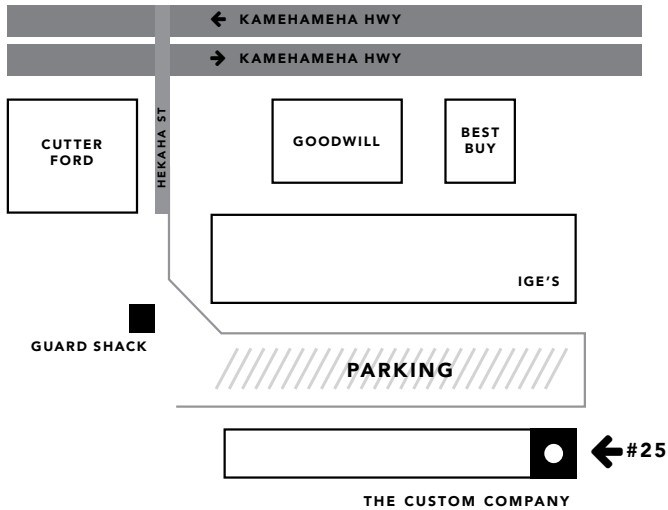 ← KAMEHAMEHA HWY
→ KAMEHAMEHA HWY
HEKAHA ST
CUTTER
FORD
GOODWILL
BEST
BUY
IGE'S
GUARD SHACK
PARKING
#25
THE CUSTOM COMPANY